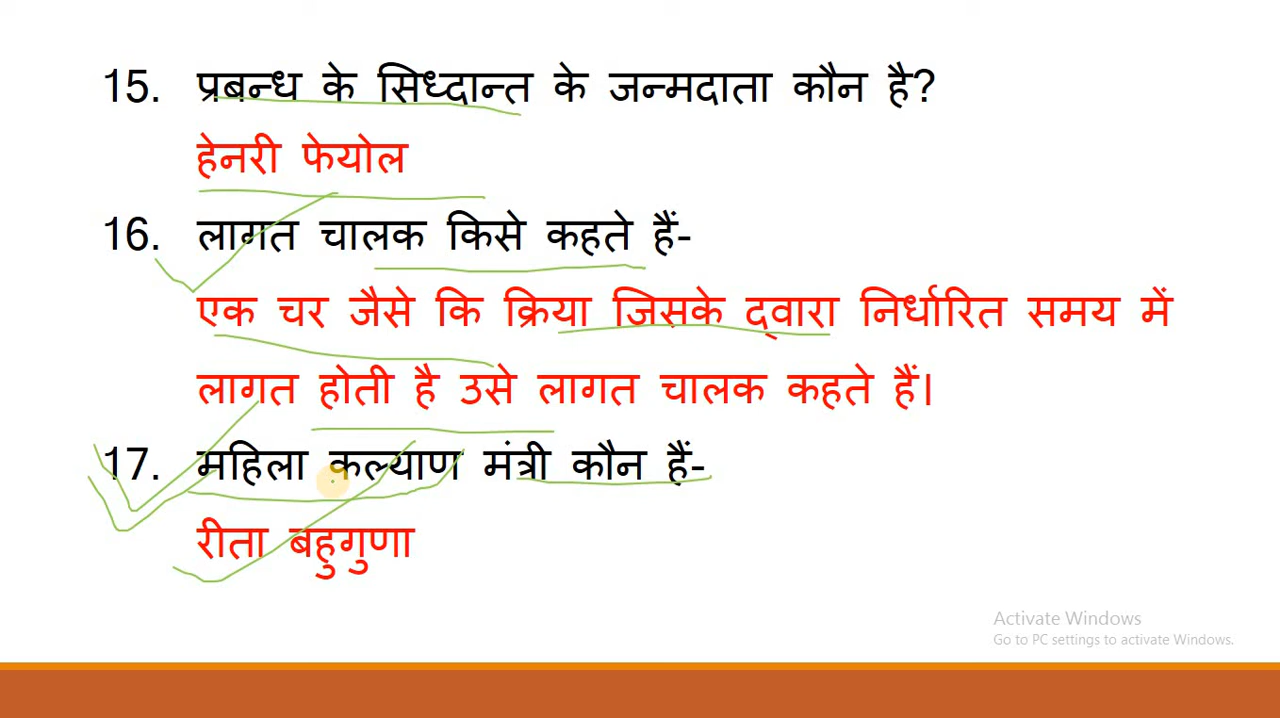 15. प्रबन्ध के सिध्दान्त के जन्मदाता कौन है?
हेनरी फेयोल
16. लागत चालक किसे कहते हैं-
एक चर जैसे कि क्रिया जिसके द्वारा निर्धारित समय में
लागत होती है उसे लागत चालक कहते हैं।
17. महिला कल्याण मंत्री कौन हैं-
रीता बहुगुणा
Activate Windows
Go to PC settings to activate Windows.